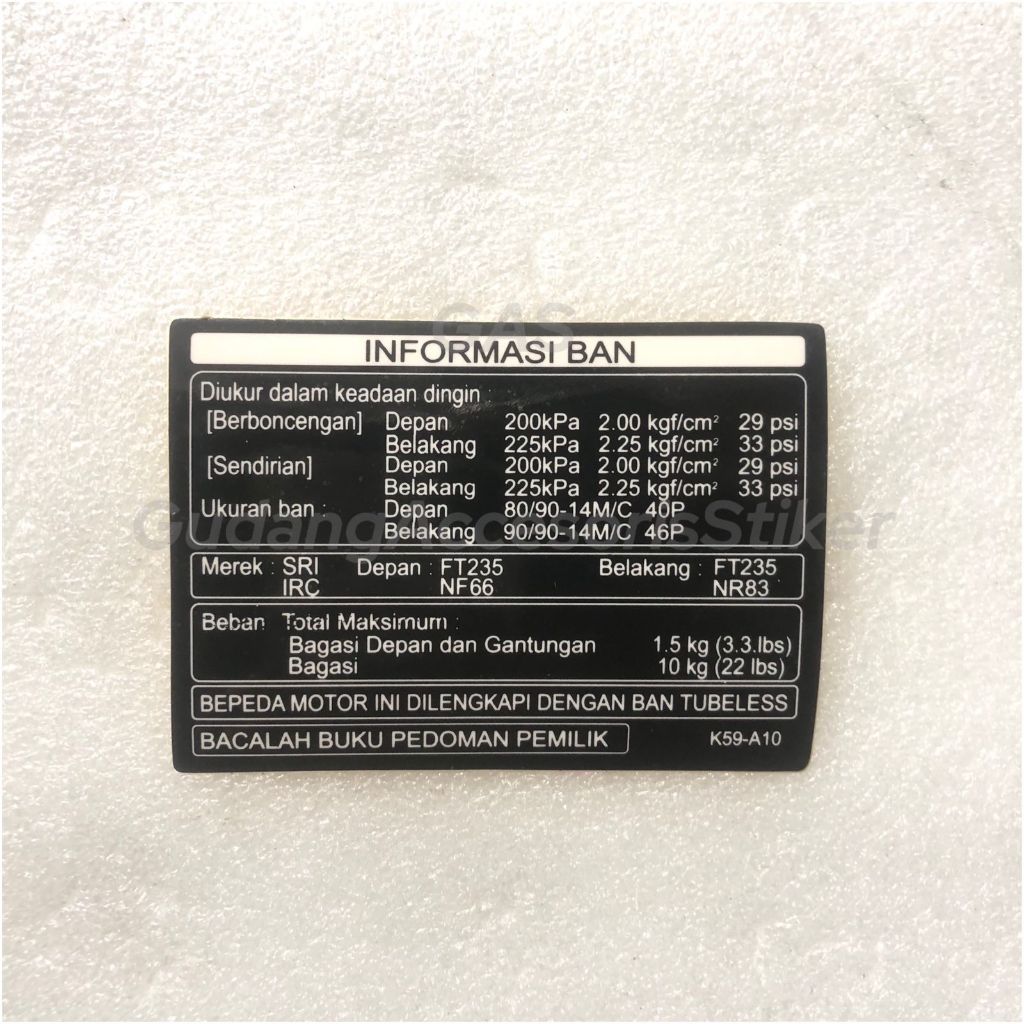 GAS
INFORMASI BAN
Diukur dalam keadaan dingin :
[Berboncengan] Depan 200kPa 2.00 kgf/cm² 29 psi
Belakang 225kPa 2.25 kgf/cm² 33 psi
[Sendirian] Depan 200kPa 2.00 kgf/cm² 29 psi
Belakang 225kPa 2.25 kgf/cm² 33 psi
Ukuran ban : Depan 80/90-14M/C 40P
GudangAccessorisStiker
Belakang 90/90-14M/C 46P
Merek : SRI Depan : FT235 Belakang : FT235
IRC NF66 NR83
Beban Total Maksimum :
Bagasi Depan dan Gantungan 1.5 kg (3.3.lbs)
Bagasi 10 kg (22 lbs)
BEPEDA MOTOR INI DILENGKAPI DENGAN BAN TUBELESS
BACALAH BUKU PEDOMAN PEMILIK K59-A10